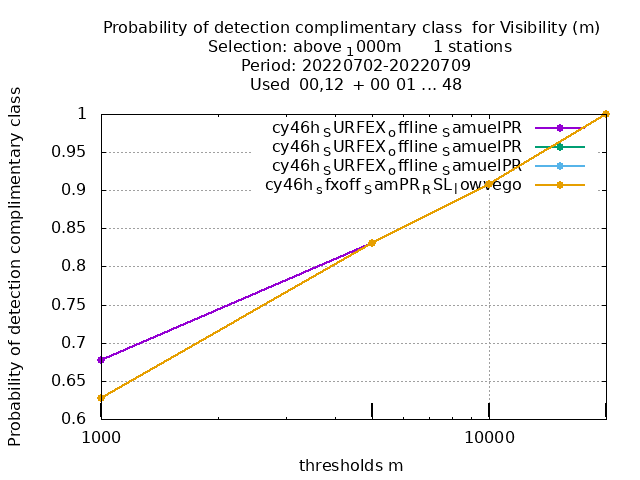 Probability of detection complimentary class  for Visibility (m)
Selection: above 1000m      1 stations
Period: 20220702-20220709
Used  00,12  + 00 01 ... 48
Probability of detection complimentary class
1
0.95
0.9
0.85
0.8
0.75
0.7
0.65
0.6
cy46h_SURFEX_offline_SamuelPR
cy46h_SURFEX_offline_SamuelPR
cy46h_SURFEX_offline_SamuelPR
cy46h_sfxoff_SamPR_RSL_lowvego
1000
10000
thresholds m